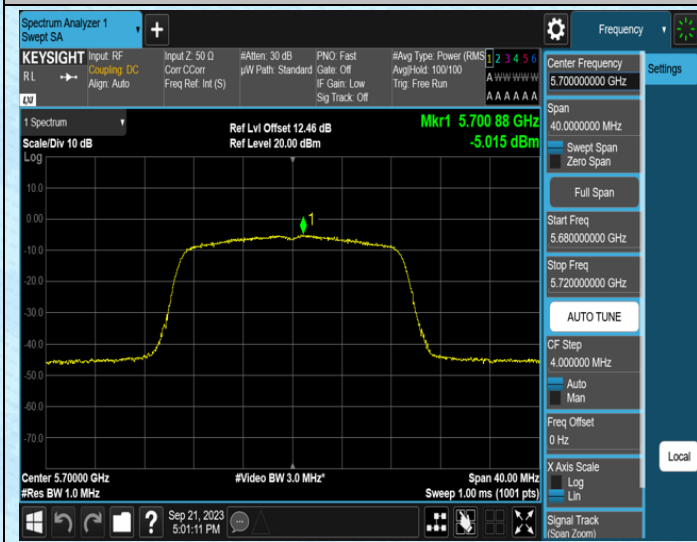 Spectrum Analyzer 1
Swept SA
+
Frequency
KEYSIGHT
RL
LXI
Input: RF
Coupling: DC
Align: Auto
Input Z: 50 Ω
Corr CCorr
Freq Ref: Int (S)
#Atten: 30 dB
µW Path: Standard
PNO: Fast
Gate: Off
IF Gain: Low
Sig Track: Off
#Avg Type: Power (RMS
Avg|Hold: 100/100
Trig: Free Run
1 2 3 4 5 6
A W W W W W
A A A A A A
1 Spectrum
Scale/Div 10 dB
Log
Ref Lvl Offset 12.46 dB
Ref Level 20.00 dBm
Mkr1 5.700 88 GHz
-5.015 dBm
10.0
0.00
-10.0
-20.0
-30.0
-40.0
-50.0
-60.0
-70.0
1
Center 5.70000 GHz
#Res BW 1.0 MHz
#Video BW 3.0 MHz*
Span 40.00 MHz
Sweep 1.00 ms (1001 pts)
?
Sep 21, 2023
5:01:11 PM
Center Frequency
5.700000000 GHz
Span
40.0000000 MHz
Swept Span
Zero Span
Full Span
Start Freq
5.680000000 GHz
Stop Freq
5.720000000 GHz
AUTO TUNE
CF Step
4.000000 MHz
Auto
Man
Freq Offset
0 Hz
X Axis Scale
Log
Lin
Signal Track
(Span Zoom)
Settings
Local